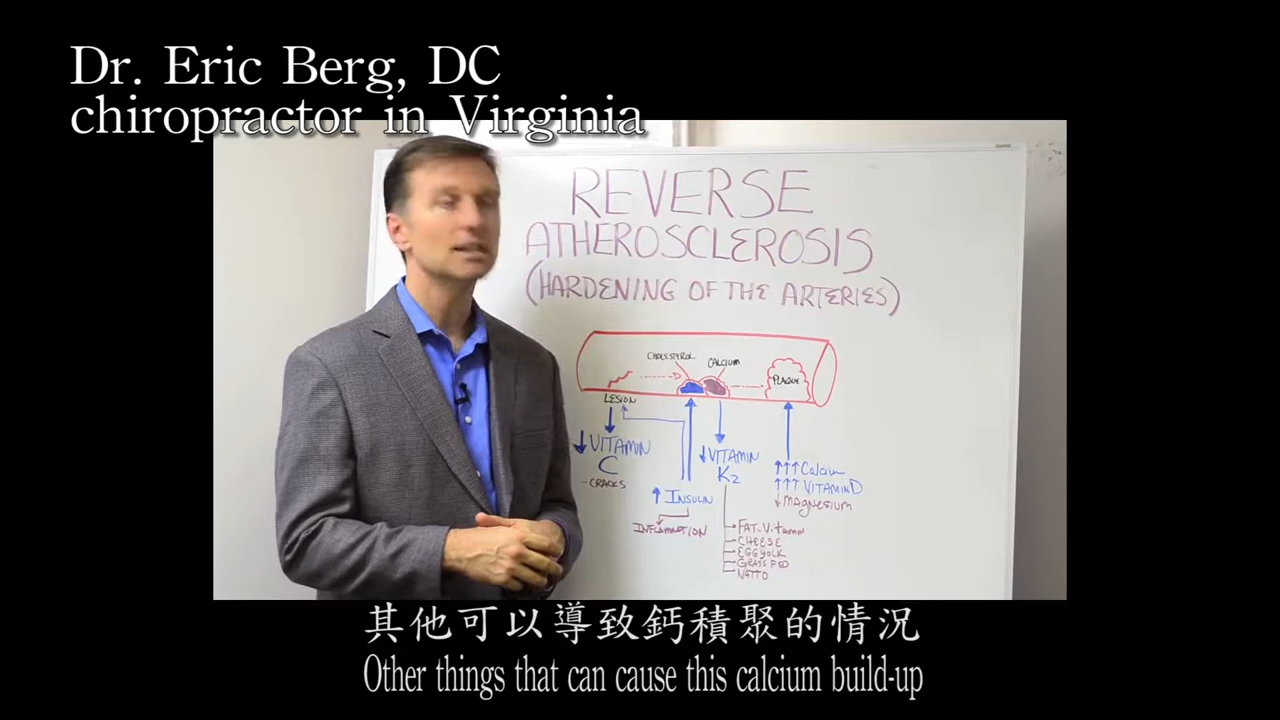 Dr. Eric Berg, DC
chiropractor in Virginia
REVERSE
ATHEROSCLEROSIS
(HARDENING OF THE ARTERIES)
CHOLESTEROL
CALCIUM
PLAQUE
LESION
↓ VITAMIN
C
- CRACKS
↑ INSULIN
INFLAMMATION
↓ VITAMIN
K2
↑↑↑ Calcium
↑↑↑ VITAMIN D
↓ MAGNESIUM
FAT-Vitamin
CHEESE
EGG YOLK
GRASS FED
NATTO
其他可以導致鈣積聚的情況
Other things that can cause this calcium build-up